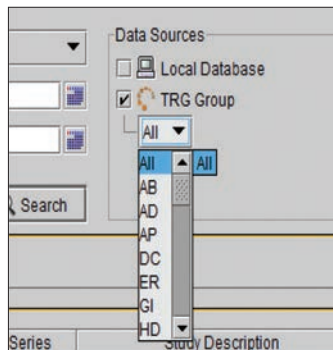 Data Sources
Local Database
TRG Group
All
All All
AB
AD
AP
DC
ER
GI
HD
Search
Series Study Description